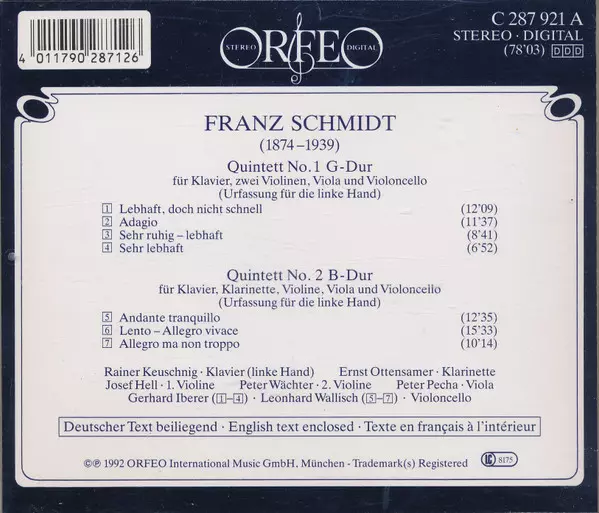 4 011790 287126
STEREO ORFEO DIGITAL
C 287 921 A
STEREO · DIGITAL
(78'03) DDD
FRANZ SCHMIDT
(1874–1939)
Quintett No. 1 G-Dur
für Klavier, zwei Violinen, Viola und Violoncello
(Urfassung für die linke Hand)
1 Lebhaft, doch nicht schnell (12'09)
2 Adagio (11'37)
3 Sehr ruhig – lebhaft (8'41)
4 Sehr lebhaft (6'52)
Quintett No. 2 B-Dur
für Klavier, Klarinette, Violine, Viola und Violoncello
(Urfassung für die linke Hand)
5 Andante tranquillo (12'35)
6 Lento – Allegro vivace (15'33)
7 Allegro ma non troppo (10'14)
Rainer Keuschnig · Klavier (linke Hand) Ernst Ottensamer · Klarinette
Josef Hell · 1. Violine Peter Wächter · 2. Violine Peter Pecha · Viola
Gerhard Iberer (1–4) · Leonhard Wallisch (5–7) · Violoncello
Deutscher Text beiliegend · English text enclosed · Texte en français à l'intérieur
©℗ 1992 ORFEO International Music GmbH, München - Trademark(s) Registered
LC 8175